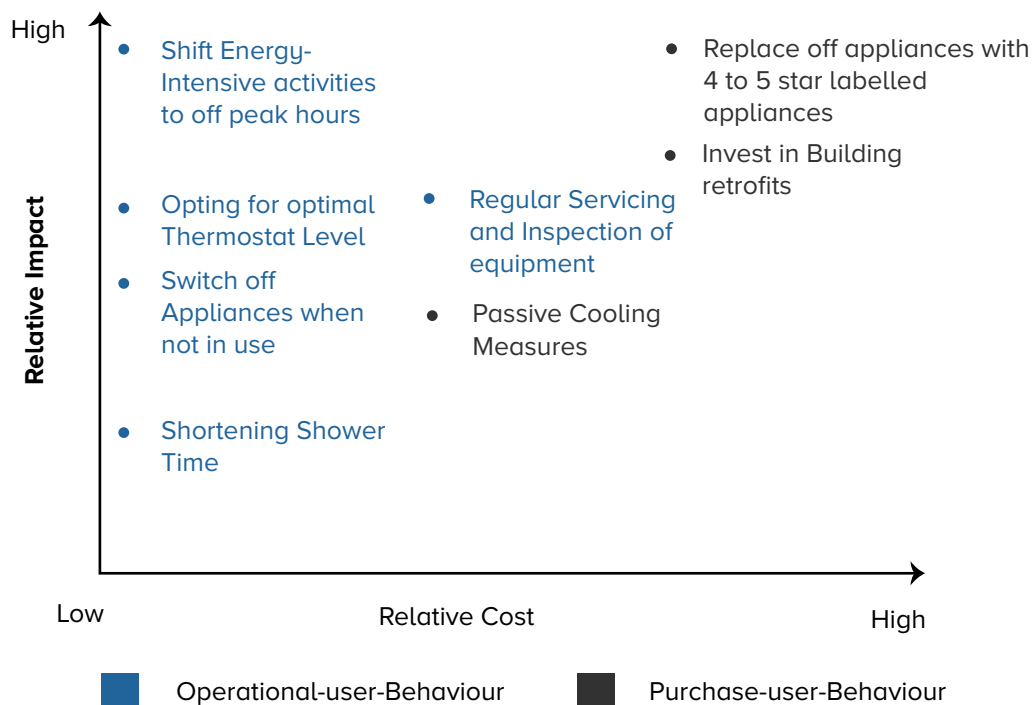 High
Shift Energy-
Intensive activities
to off peak hours
Replace off appliances with
4 to 5 star labelled
appliances
Invest in Building
retrofits
Relative Impact
Opting for optimal
Thermostat Level
Regular Servicing
and Inspection of
equipment
Switch off
Appliances when
not in use
Passive Cooling
Measures
Shortening Shower
Time
Low
Relative Cost
High
Operational-user-Behaviour
Purchase-user-Behaviour